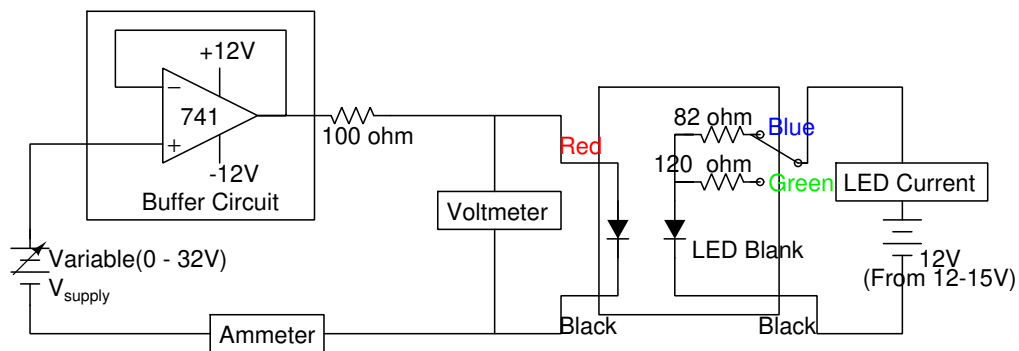 +12V
−
741
+
-12V
Buffer Circuit
100 ohm
Red
82 ohm
Blue
120 ohm
Green
LED Current
Voltmeter
LED Blank
Variable(0 - 32V)
Vsupply
12V
(From 12-15V)
Ammeter
Black
Black